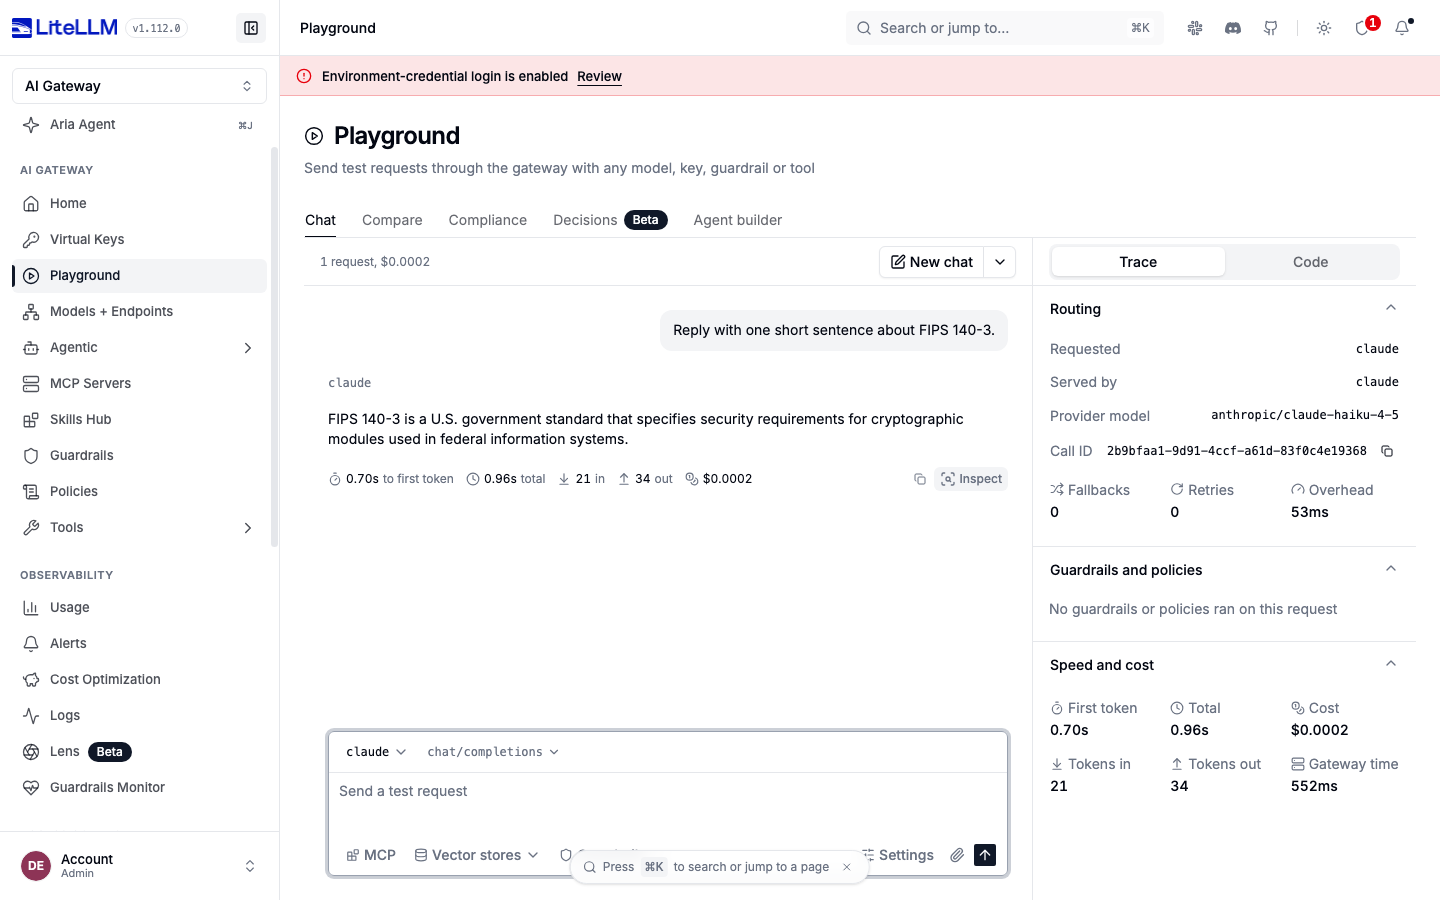 LiteLLM v1.112.0
Playground
Search or jump to... ⌘K
1
AI Gateway
Environment-credential login is enabled Review
Aria Agent ⌘J
AI GATEWAY
Home
Virtual Keys
Playground
Models + Endpoints
Agentic
MCP Servers
Skills Hub
Guardrails
Policies
Tools
OBSERVABILITY
Usage
Alerts
Cost Optimization
Logs
Lens Beta
Guardrails Monitor
DE
Account
Admin
Playground
Send test requests through the gateway with any model, key, guardrail or tool
Chat Compare Compliance Decisions Beta Agent builder
1 request, $0.0002 New chat
Reply with one short sentence about FIPS 140-3.
claude
FIPS 140-3 is a U.S. government standard that specifies security requirements for cryptographic
modules used in federal information systems.
0.70s to first token 0.96s total 21 in 34 out $0.0002 Inspect
claude chat/completions
Send a test request
MCP Vector stores Settings
Press ⌘K to search or jump to a page
Trace Code
Routing
Requested claude
Served by claude
Provider model anthropic/claude-haiku-4-5
Call ID 2b9bfaa1-9d91-4ccf-a61d-83f0c4e19368
Fallbacks Retries Overhead
0 0 53ms
Guardrails and policies
No guardrails or policies ran on this request
Speed and cost
First token Total Cost
0.70s 0.96s $0.0002
Tokens in Tokens out Gateway time
21 34 552ms